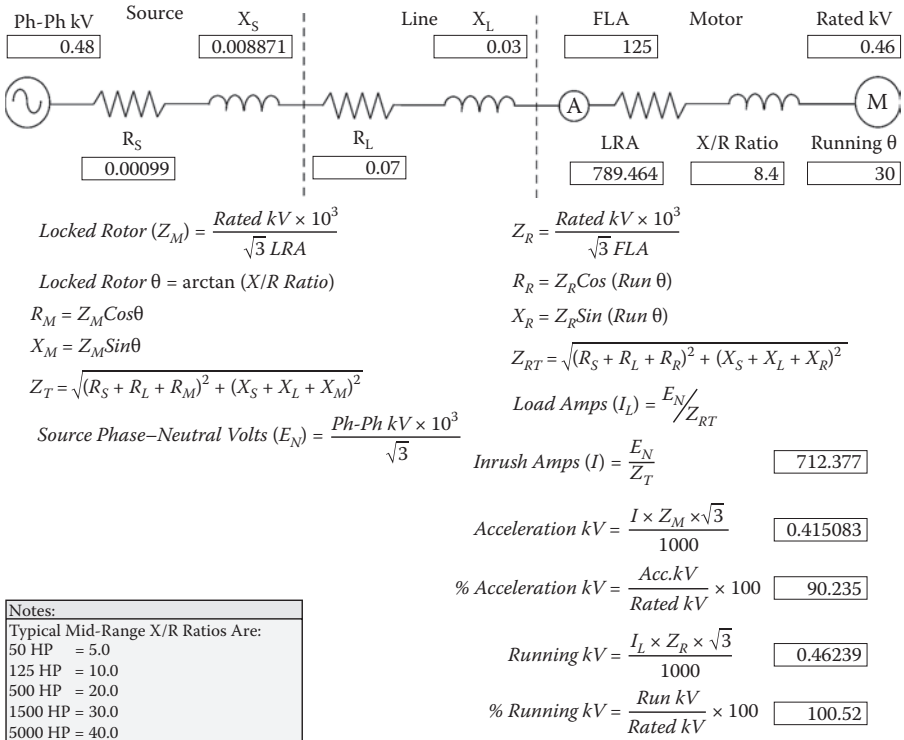 Source
Line
Motor
Ph-Ph kV
X_S
X_L
FLA
Rated kV
0.48
0.008871
0.03
125
0.46
A
M
R_S
R_L
LRA
X/R Ratio
Running θ
0.00099
0.07
789.464
8.4
30
Locked Rotor (Z_M) = Rated kV × 10^3 / √3 LRA
Locked Rotor θ = arctan (X/R Ratio)
R_M = Z_M Cosθ
X_M = Z_M Sinθ
Z_T = √((R_S + R_L + R_M)^2 + (X_S + X_L + X_M)^2)
Source Phase–Neutral Volts (E_N) = Ph-Ph kV × 10^3 / √3
Z_R = Rated kV × 10^3 / √3 FLA
R_R = Z_R Cos (Run θ)
X_R = Z_R Sin (Run θ)
Z_RT = √((R_S + R_L + R_R)^2 + (X_S + X_L + X_R)^2)
Load Amps (I_L) = E_N / Z_RT
Inrush Amps (I) = E_N / Z_T 712.377
Acceleration kV = I × Z_M × √3 / 1000 0.415083
% Acceleration kV = Acc.kV / Rated kV × 100 90.235
Running kV = I_L × Z_R × √3 / 1000 0.46239
% Running kV = Run kV / Rated kV × 100 100.52
Notes:
Typical Mid-Range X/R Ratios Are:
50 HP = 5.0
125 HP = 10.0
500 HP = 20.0
1500 HP = 30.0
5000 HP = 40.0